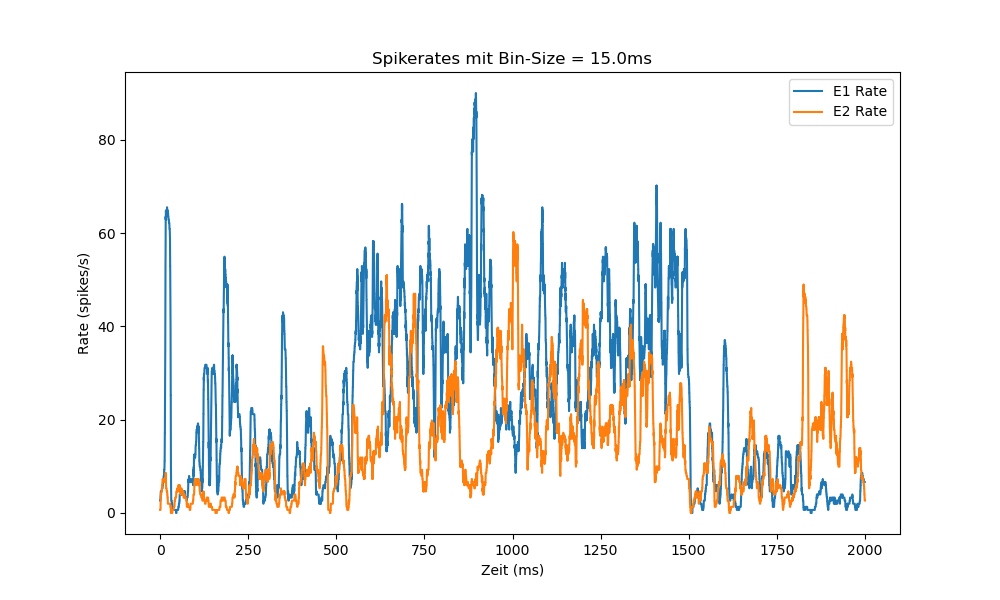 Spikerates mit Bin-Size = 15.0ms
E1 Rate
E2 Rate
80
60
40
20
0
Rate (spikes/s)
0 250 500 750 1000 1250 1500 1750 2000
Zeit (ms)